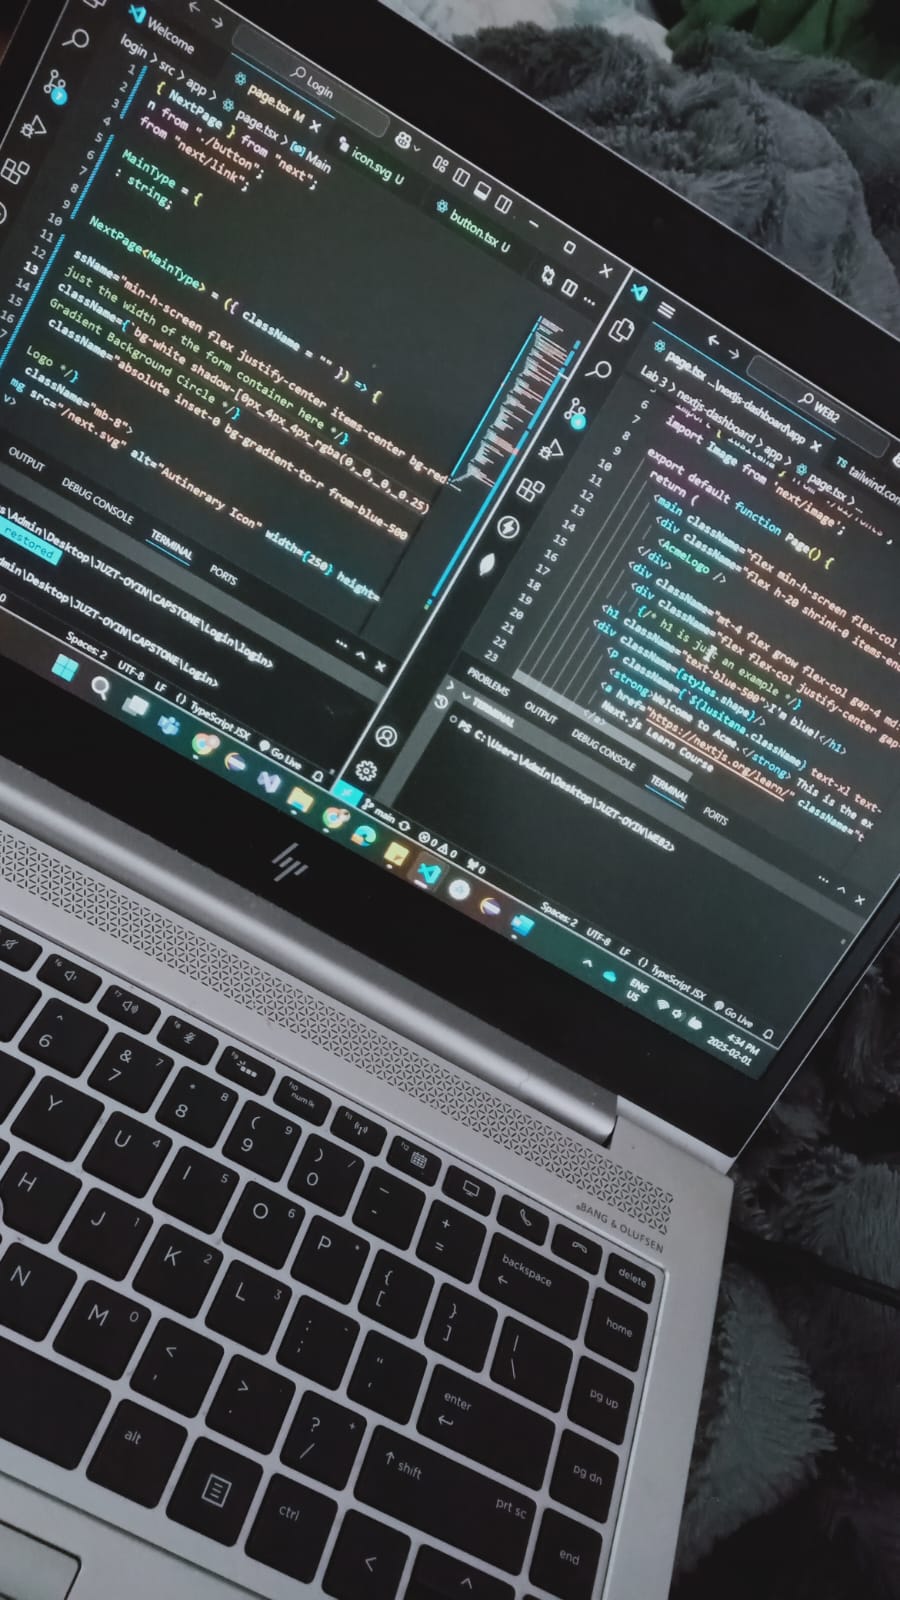 Welcome
Login
page.tsx M
icon.svg U
button.tsx U
login > src > app > page.tsx > Main
1
2
3
4
5
6
7
8
9
10
11
12
13
14
15
16
{ NextPage } from "next";
n from "./button";
from "next/link";
MainType = {
: string;
NextPage<MainType> = ({ className = "" }) => {
ssName="min-h-screen flex justify-center items-center bg-red-
just the width of the form container here */}
className={`bg-white shadow-[0px_4px_4px_rgba(0,_0,_0,_0.25)
Gradient Background Circle */}
className="absolute inset-0 bg-gradient-to-r from-blue-500
Logo */}
className="mb-8">
mg src="/next.svg" alt="Autinerary Icon" width={250} height=
v>
OUTPUT
DEBUG CONSOLE
TERMINAL
PORTS
s\Admin\Desktop\JUZT-OYIN\CAPSTONE\Login\login>
restored
dmin\Desktop\JUZT-OYIN\CAPSTONE\Login>
Spaces: 2
UTF-8
LF
{} TypeScript JSX
Go Live
WEB2
page.tsx ...\nextjs-dashboard\app
tailwind.con
Lab 3 > nextjs-dashboard > app > page.tsx > ...
6
7
8
9
10
11
12
13
14
15
16
17
18
19
20
21
22
23
import Image from 'next/image';
export default function Page() {
return (
<main className="flex min-h-screen flex-col
<div className="flex h-20 shrink-0 items-en
<AcmeLogo />
</div>
<div className="mt-4 flex grow flex-col gap-4 md:
<div className="flex flex-col justify-center gap-
{/* h1 is just an example */}
<h1 className="text-blue-500">I'm blue!</h1>
<div className={styles.shape}/>
<p className={`${lusitana.className} text-xl text-
<strong>Welcome to Acme.</strong> This is the ex
<a href="https://nextjs.org/learn/" className="t
Next.js Learn Course
</a>
PROBLEMS
OUTPUT
DEBUG CONSOLE
TERMINAL
PORTS
TERMINAL
PS C:\Users\Admin\Desktop\JUZT-OYIN\WEB2>
main
0
0
0
Spaces: 2
UTF-8
LF
{} TypeScript JSX
Go Live
ENG
US
4:34 PM
2025-02-01
hp
BANG & OLUFSEN
num lk
^ 6
& 7 7
* 8 8
( 9 9
) 0 /
_ -
+ =
backspace
delete
Y
U 4
I 5
O 6
P *
{ [
} ]
| \
home
H
J 1
K 2
L 3
: ; -
" '
enter
pg up
N
M 0
< ,
> .
? / +
shift
pg dn
alt
ctrl
prt sc
end